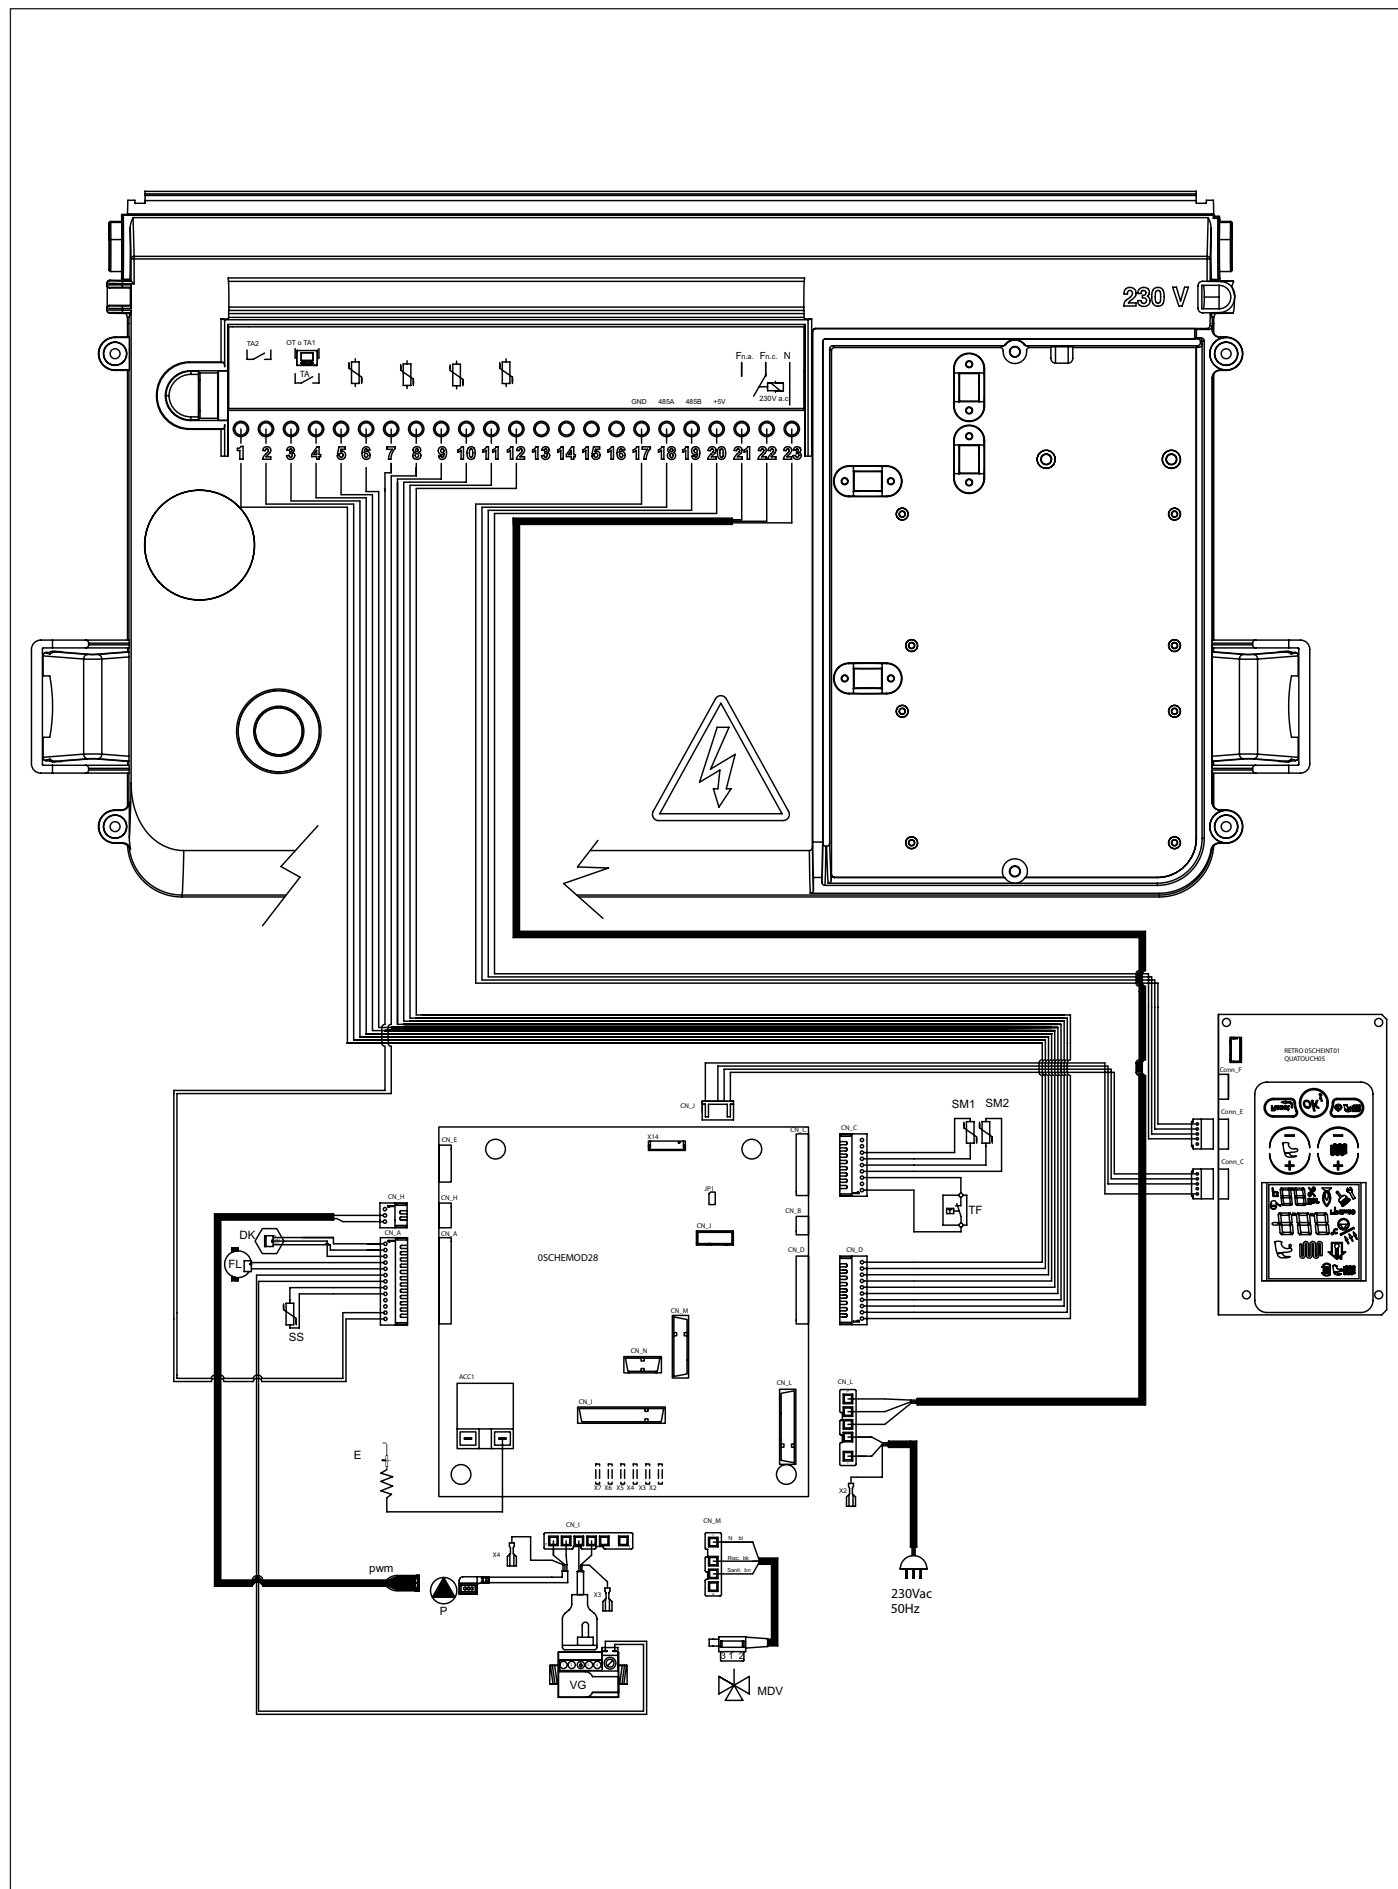 230 V
TA2
OT o TA1
TA
Fn.a. Fn.c. N
230V a.c
GND 485A 485B +5V
1 2 3 4 5 6 7 8 9 10 11 12 13 14 15 16 17 18 19 20 21 22 23
RETRO 0SCHEINT01
QUATOUCH05
Conn_F
Conn_E
Conn_C
OK
CN_J
SM1 SM2
CN_C
TF
CN_D
CN_E
X14
CN_C
CN_H
CN_H
JP1
CN_B
CN_J
CN_A
CN_A
CN_D
DK
FL
SS
0SCHEMOD28
CN_M
CN_N
ACC1
CN_I
CN_L
CN_L
E
X7 X6 X5 X4 X3 X2
X2
CN_I
CN_M
X4
N bl
Risc. bk
Sanit. bn
pwm
P
X3
230Vac
50Hz
3 1 2
VG
MDV